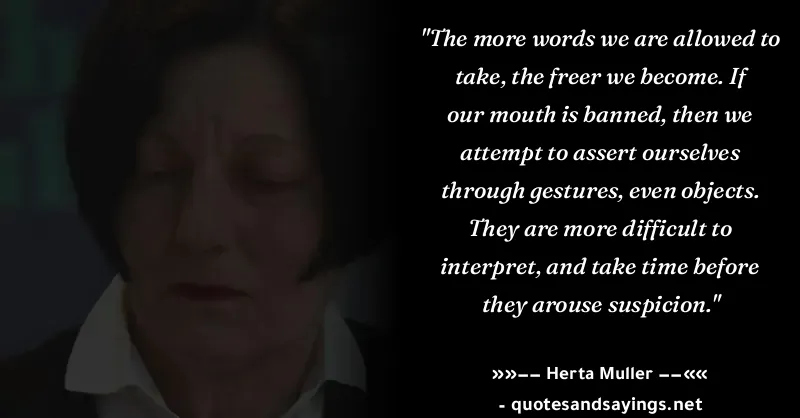 "The more words we are allowed to
take, the freer we become. If
our mouth is banned, then we
attempt to assert ourselves
through gestures, even objects.
They are more difficult to
interpret, and take time before
they arouse suspicion."
»»−− Herta Muller −−««
- quotesandsayings.net